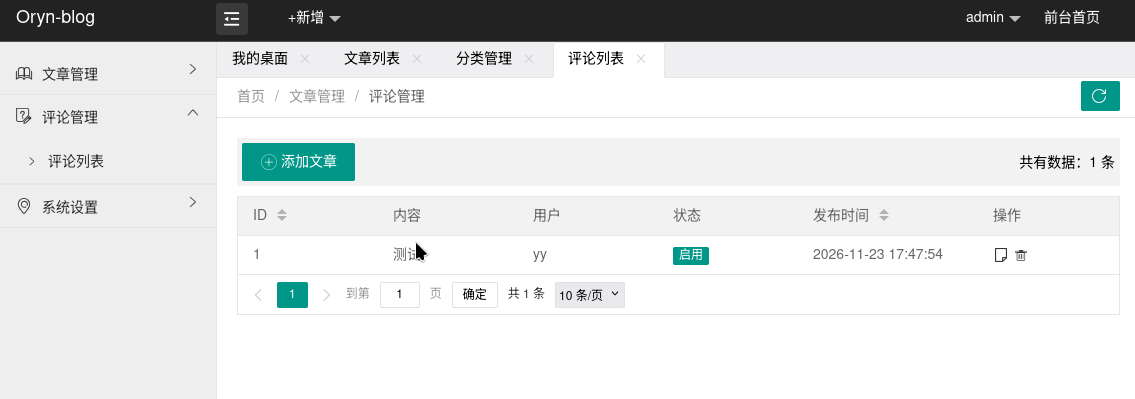 Oryn-blog +新增 admin 前台首页
我的桌面 文章列表 分类管理 评论列表
文章管理
首页 / 文章管理 / 评论管理
评论管理
评论列表
系统设置
添加文章 共有数据：1 条
ID 内容 用户 状态 发布时间 操作
1 测试 yy 启用 2026-11-23 17:47:54
1 到第 1 页 确定 共 1 条 10 条/页